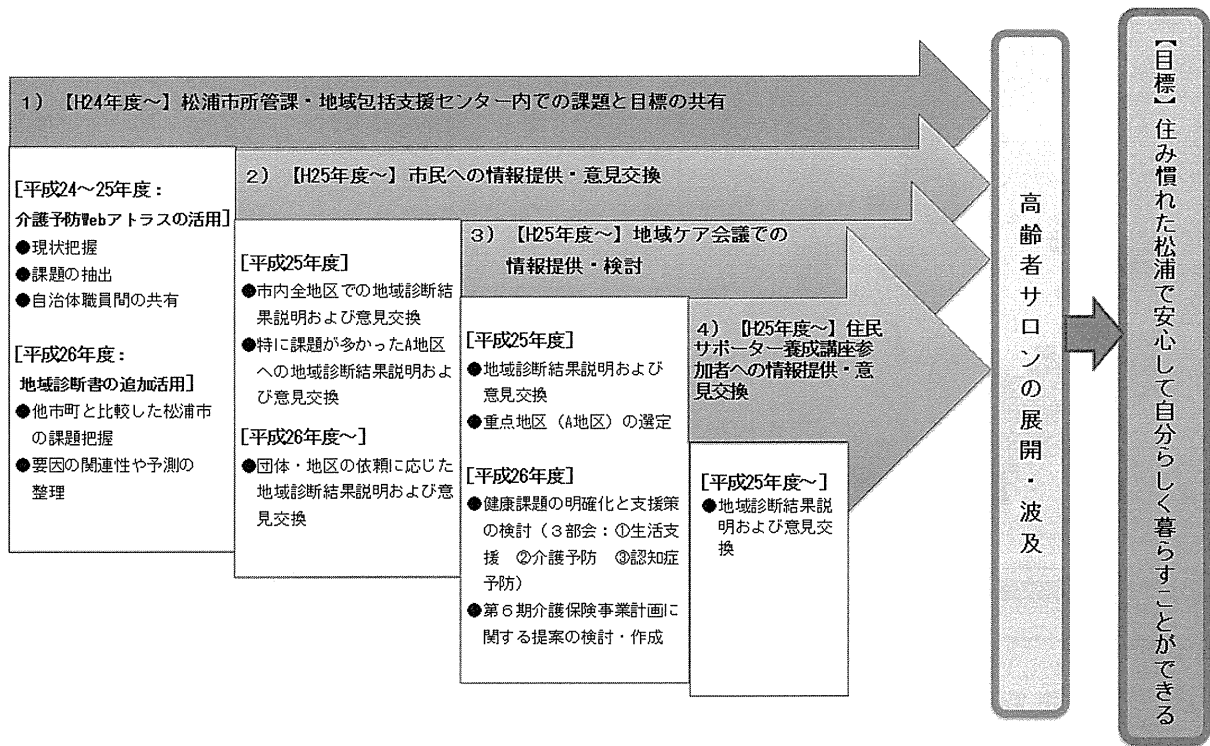 1）【H24年度～】松浦市所管課・地域包括支援センター内での課題と目標の共有
[平成24～25年度：
介護予防Webアトラスの活用]
●現状把握
●課題の抽出
●自治体職員間の共有
[平成26年度：
地域診断書の追加活用]
●他市町と比較した松浦市
の課題把握
●要因の関連性や予測の
整理
2）【H25年度～】市民への情報提供・意見交換
[平成25年度]
●市内全地区での地域診断結
果説明および意見交換
●特に課題が多かったA地区
への地域診断結果説明およ
び意見交換
[平成26年度～]
●団体・地区の依頼に応じた
地域診断結果説明および意
見交換
3）【H25年度～】地域ケア会議での
情報提供・検討
[平成25年度]
●地域診断結果説明および
意見交換
●重点地区（A地区）の選定
[平成26年度]
●健康課題の明確化と支援策
の検討（3部会：①生活支
援　②介護予防　③認知症
予防）
●第6期介護保険事業計画に
関する提案の検討・作成
4）【H25年度～】住民
サポーター養成講座参
加者への情報提供・意
見交換
[平成25年度～]
●地域診断結果説
明および意見交
換
高齢者サロンの展開・波及
【目標】住み慣れた松浦で安心して自分らしく暮らすことができる